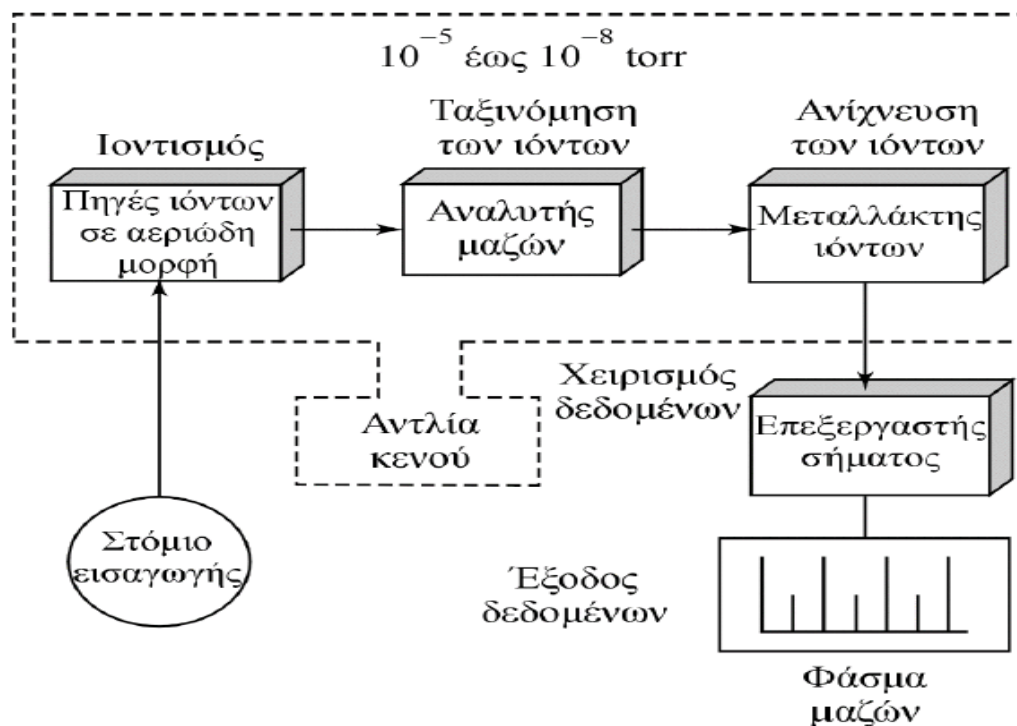 10⁻⁵ έως 10⁻⁸ torr
Ιοντισμός
Πηγές ιόντων
σε αεριώδη
μορφή
Ταξινόμηση
των ιόντων
Αναλυτής
μαζών
Ανίχνευση
των ιόντων
Μεταλλάκτης
ιόντων
Αντλία
κενού
Χειρισμός
δεδομένων
Επεξεργαστής
σήματος
Στόμιο
εισαγωγής
Έξοδος
δεδομένων
Φάσμα
μαζών